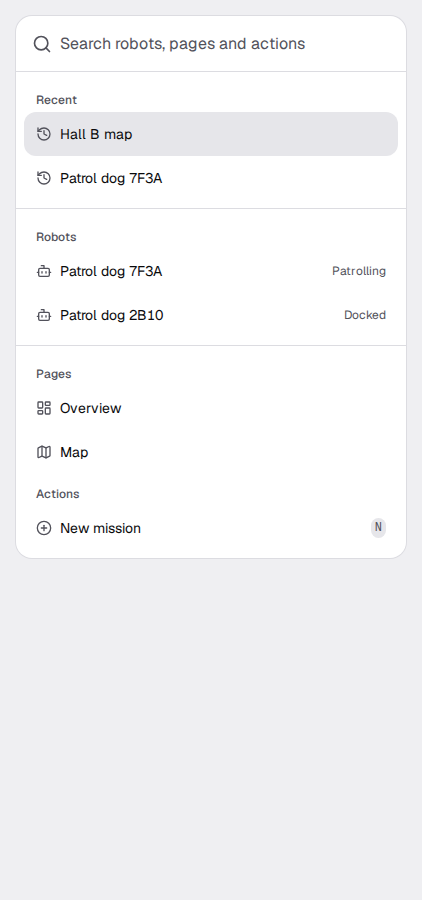 Search robots, pages and actions
Recent
Hall B map
Patrol dog 7F3A
Robots
Patrol dog 7F3A Patrolling
Patrol dog 2B10 Docked
Pages
Overview
Map
Actions
New mission N